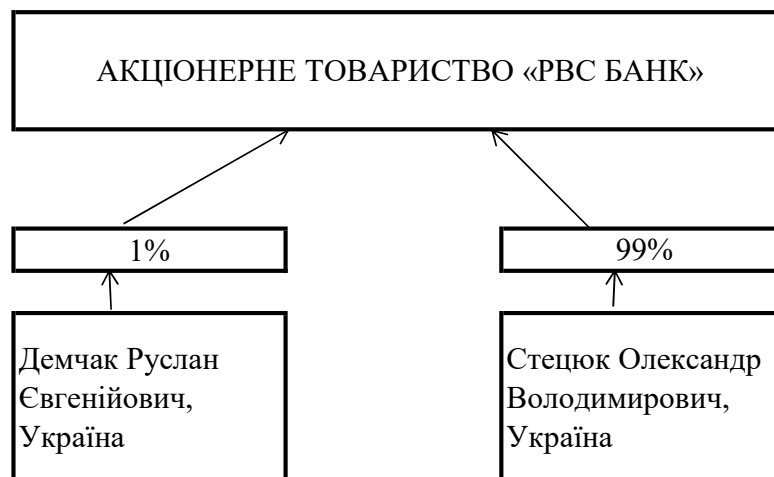 АКЦІОНЕРНЕ ТОВАРИСТВО «РВС БАНК»
1%
99%
Демчак Руслан
Євгенійович,
Україна
Стецюк Олександр
Володимирович,
Україна